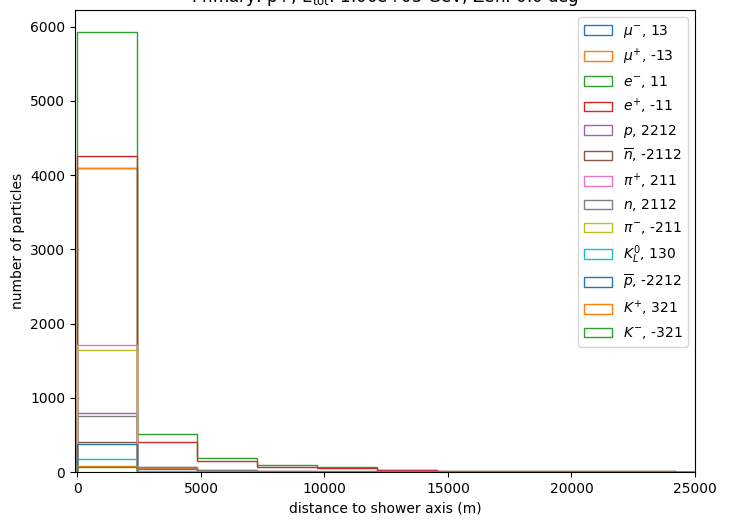 6000
5000
4000
3000
2000
1000
0
0
5000
10000
15000
20000
25000
number of particles
distance to shower axis (m)
μ⁻, 13
μ⁺, -13
e⁻, 11
e⁺, -11
p, 2212
n̅, -2112
π⁺, 211
n, 2112
π⁻, -211
K⁰_L, 130
p̅, -2212
K⁺, 321
K⁻, -321